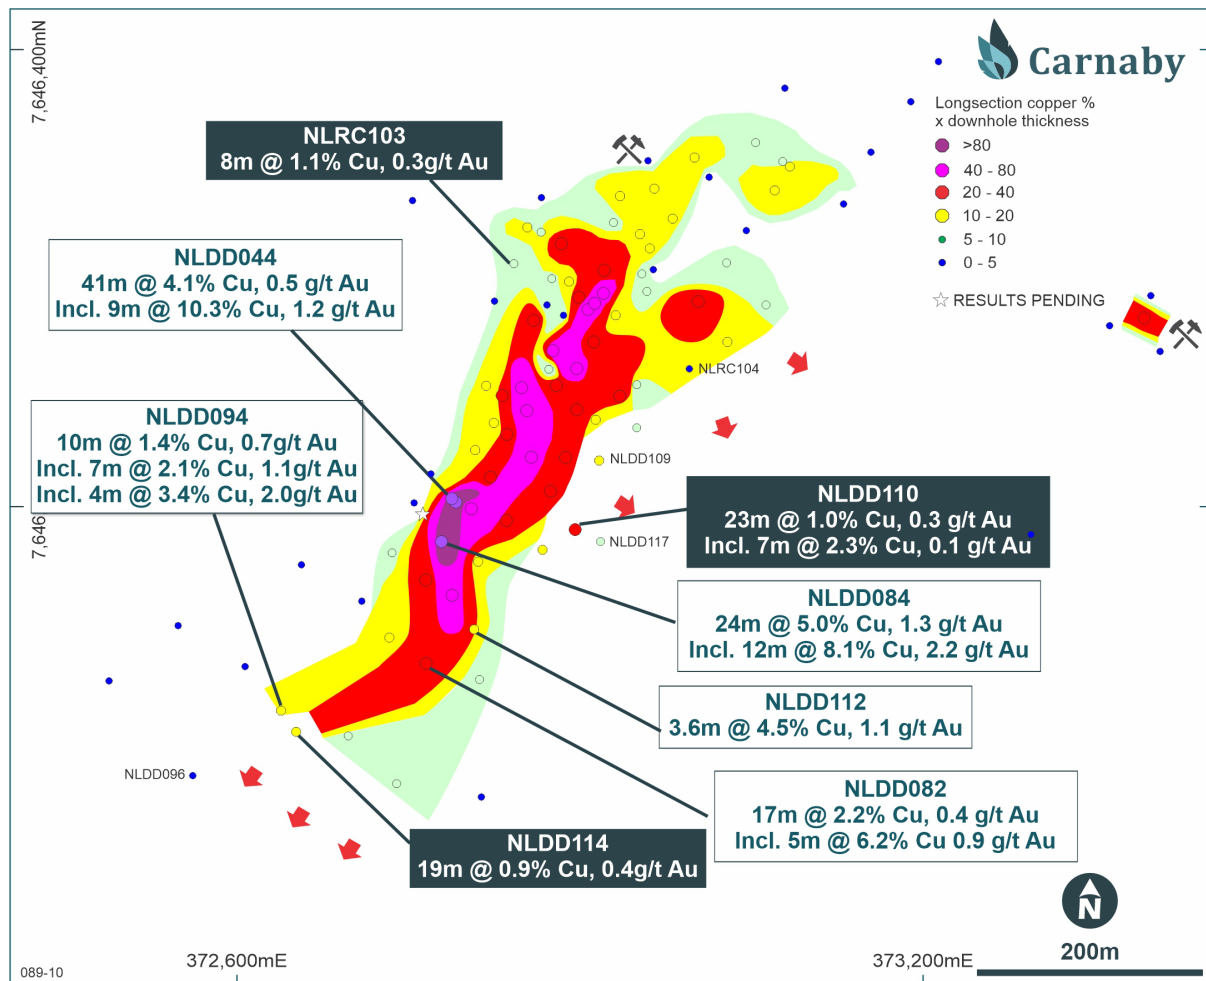 7,646,400mN
Carnaby
Longsection copper %
x downhole thickness
>80
40 - 80
20 - 40
10 - 20
5 - 10
0 - 5
RESULTS PENDING
NLRC103
8m @ 1.1% Cu, 0.3g/t Au
NLDD044
41m @ 4.1% Cu, 0.5 g/t Au
Incl. 9m @ 10.3% Cu, 1.2 g/t Au
NLRC104
NLDD094
10m @ 1.4% Cu, 0.7g/t Au
Incl. 7m @ 2.1% Cu, 1.1g/t Au
Incl. 4m @ 3.4% Cu, 2.0g/t Au
NLDD109
7,646
NLDD110
23m @ 1.0% Cu, 0.3 g/t Au
Incl. 7m @ 2.3% Cu, 0.1 g/t Au
NLDD117
NLDD084
24m @ 5.0% Cu, 1.3 g/t Au
Incl. 12m @ 8.1% Cu, 2.2 g/t Au
NLDD112
3.6m @ 4.5% Cu, 1.1 g/t Au
NLDD096
NLDD082
17m @ 2.2% Cu, 0.4 g/t Au
Incl. 5m @ 6.2% Cu 0.9 g/t Au
NLDD114
19m @ 0.9% Cu, 0.4g/t Au
N
200m
372,600mE
373,200mE
089-10